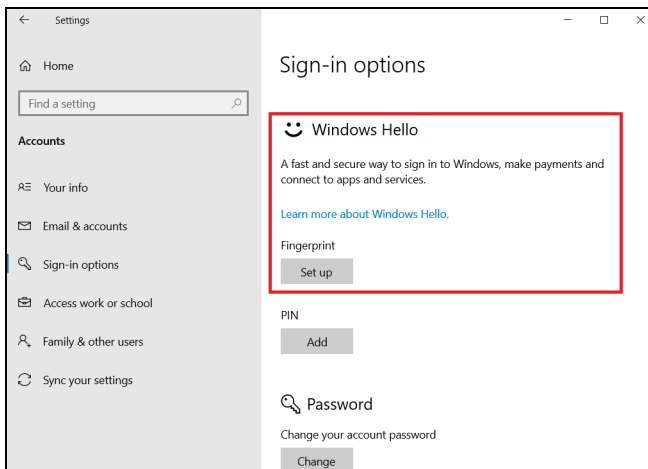 Settings
Home
Find a setting
Accounts
Your info
Email & accounts
Sign-in options
Access work or school
Family & other users
Sync your settings
Sign-in options
Windows Hello
A fast and secure way to sign in to Windows, make payments and
connect to apps and services.
Learn more about Windows Hello.
Fingerprint
Set up
PIN
Add
Password
Change your account password
Change